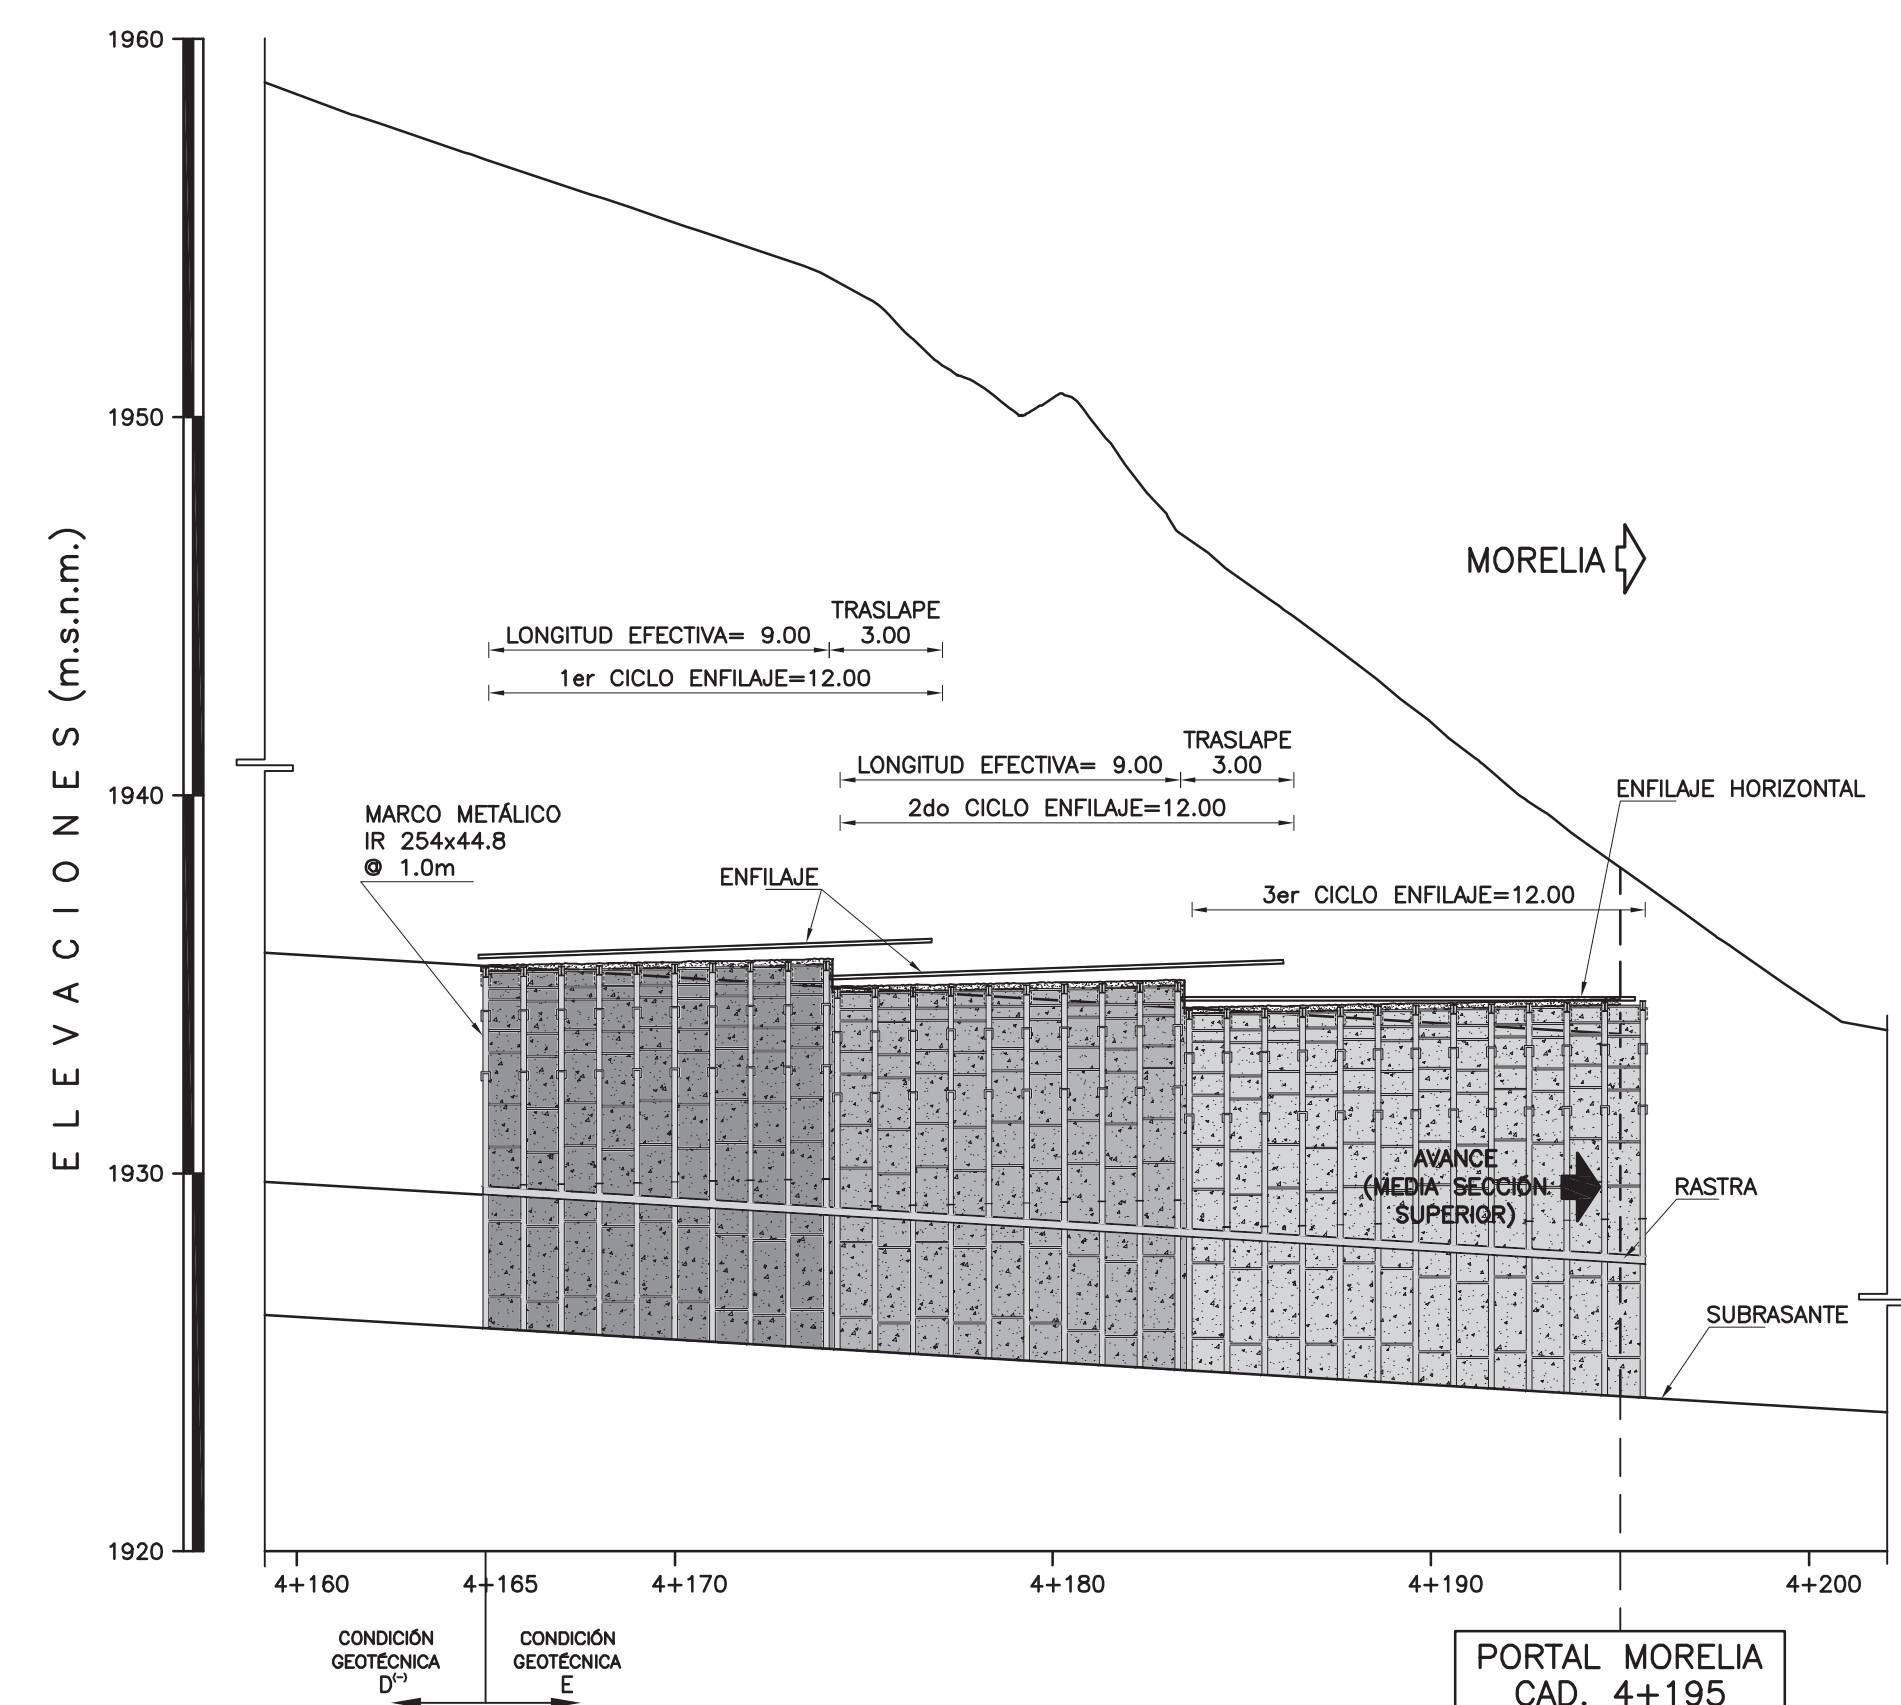 1960
1950
1940
1930
1920
ELEVACIONES (m.s.n.m.)
MORELIA
TRASLAPE
LONGITUD EFECTIVA= 9.00
3.00
1er CICLO ENFILAJE=12.00
TRASLAPE
LONGITUD EFECTIVA= 9.00
3.00
2do CICLO ENFILAJE=12.00
ENFILAJE HORIZONTAL
MARCO METÁLICO
IR 254x44.8
@ 1.0m
ENFILAJE
3er CICLO ENFILAJE=12.00
AVANCE
(MEDIA SECCIÓN
SUPERIOR)
RASTRA
SUBRASANTE
4+160
4+165
4+170
4+180
4+190
4+200
CONDICIÓN
GEOTÉCNICA
D(-)
CONDICIÓN
GEOTÉCNICA
E
PORTAL MORELIA
CAD. 4+195